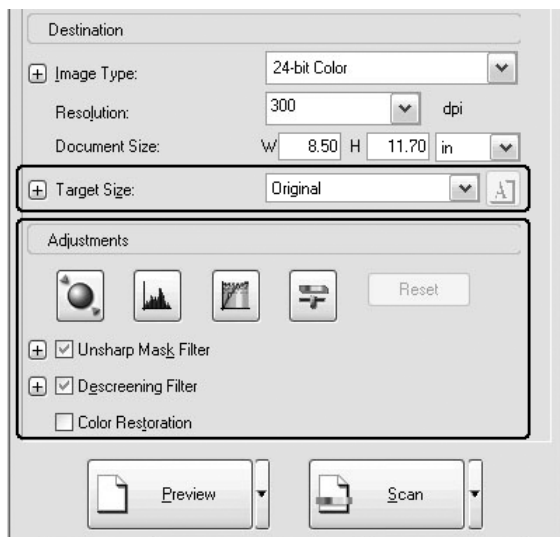 Destination
Image Type: 24-bit Color
Resolution: 300 dpi
Document Size: W 8.50 H 11.70 in
Target Size: Original A
Adjustments
Reset
Unsharp Mask Filter
Descreening Filter
Color Restoration
Preview Scan